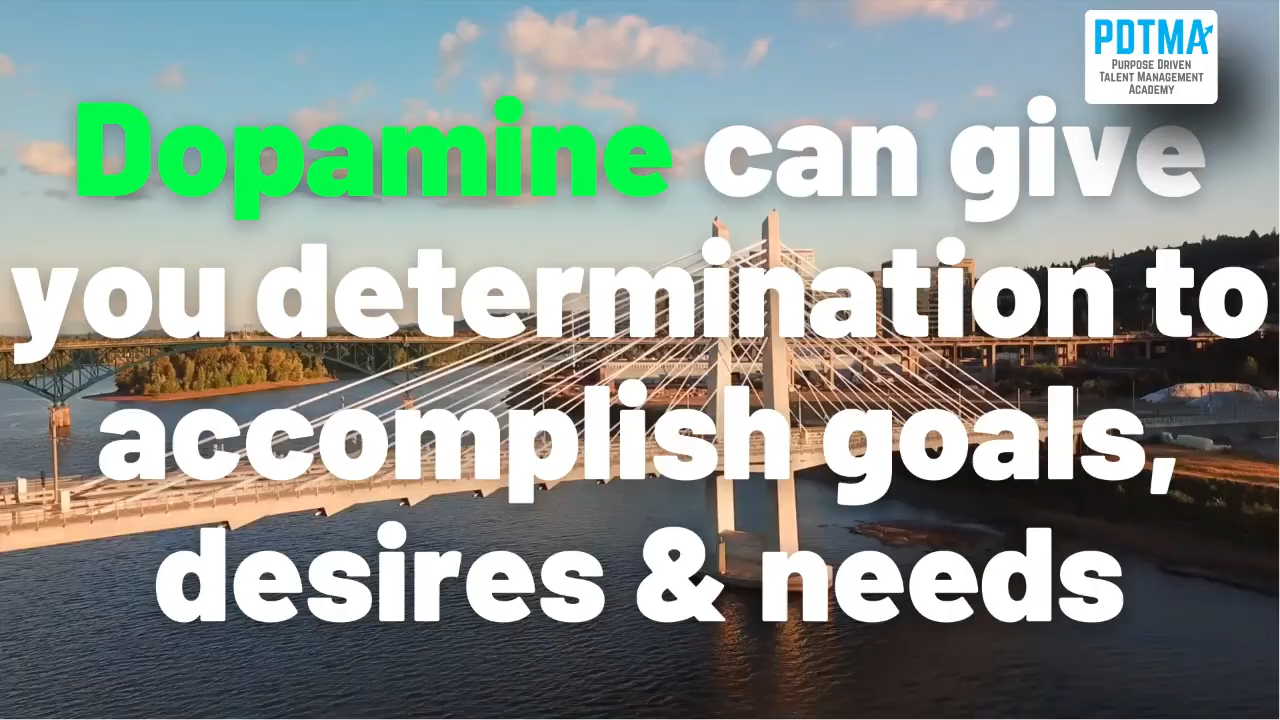 PDTMA
Purpose Driven
Talent Management
Academy
Dopamine can give
you determination to
accomplish goals,
desires & needs